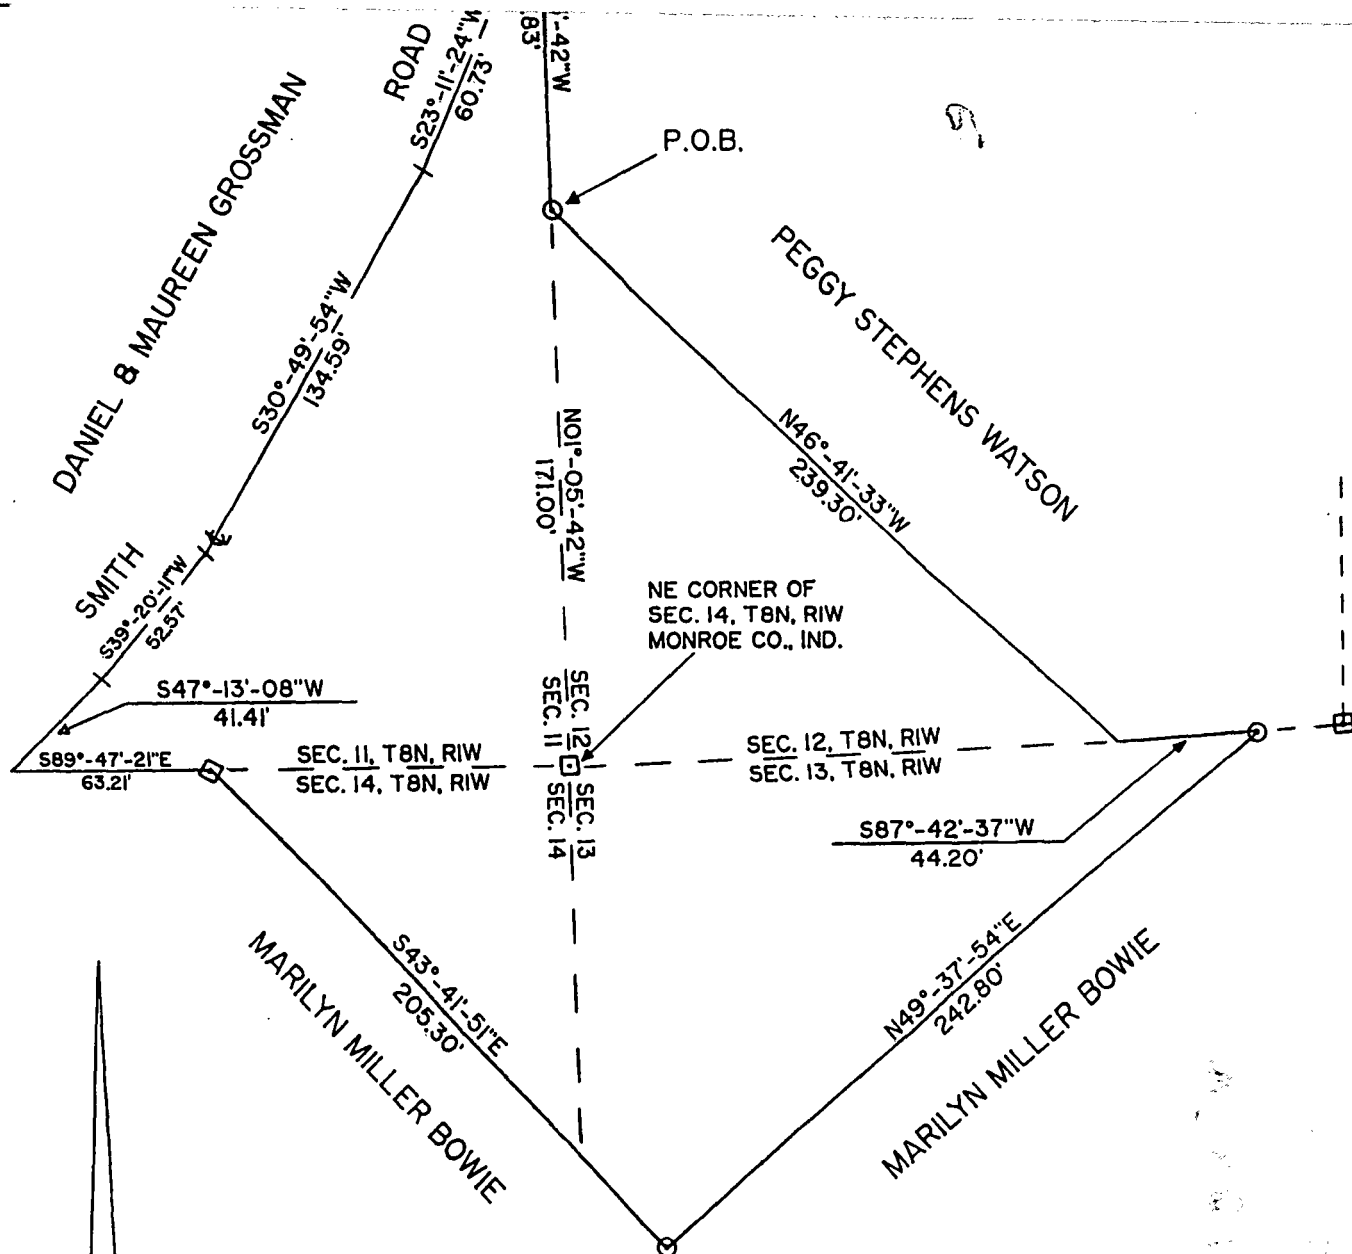 ROAD
S23°-11'-24"W
60.73'
'-42"W
.83'
P.O.B.
DANIEL & MAUREEN GROSSMAN
PEGGY STEPHENS WATSON
S30°-49'-54"W
134.59'
N01°-05'-42"W
171.00'
N46°-41'-33"W
239.30'
SMITH
S39°-20'-11"W
52.57'
NE CORNER OF
SEC. 14, T8N, R1W
MONROE CO., IND.
S47°-13'-08"W
41.41'
SEC. 12
SEC. 11
S89°-47'-21"E
63.21'
SEC. 11, T8N, R1W
SEC. 14, T8N, R1W
SEC. 12, T8N, R1W
SEC. 13, T8N, R1W
SEC. 13
SEC. 14
S87°-42'-37"W
44.20'
MARILYN MILLER BOWIE
S43°-41'-51"E
205.30'
N49°-37'-54"E
242.80'
MARILYN MILLER BOWIE